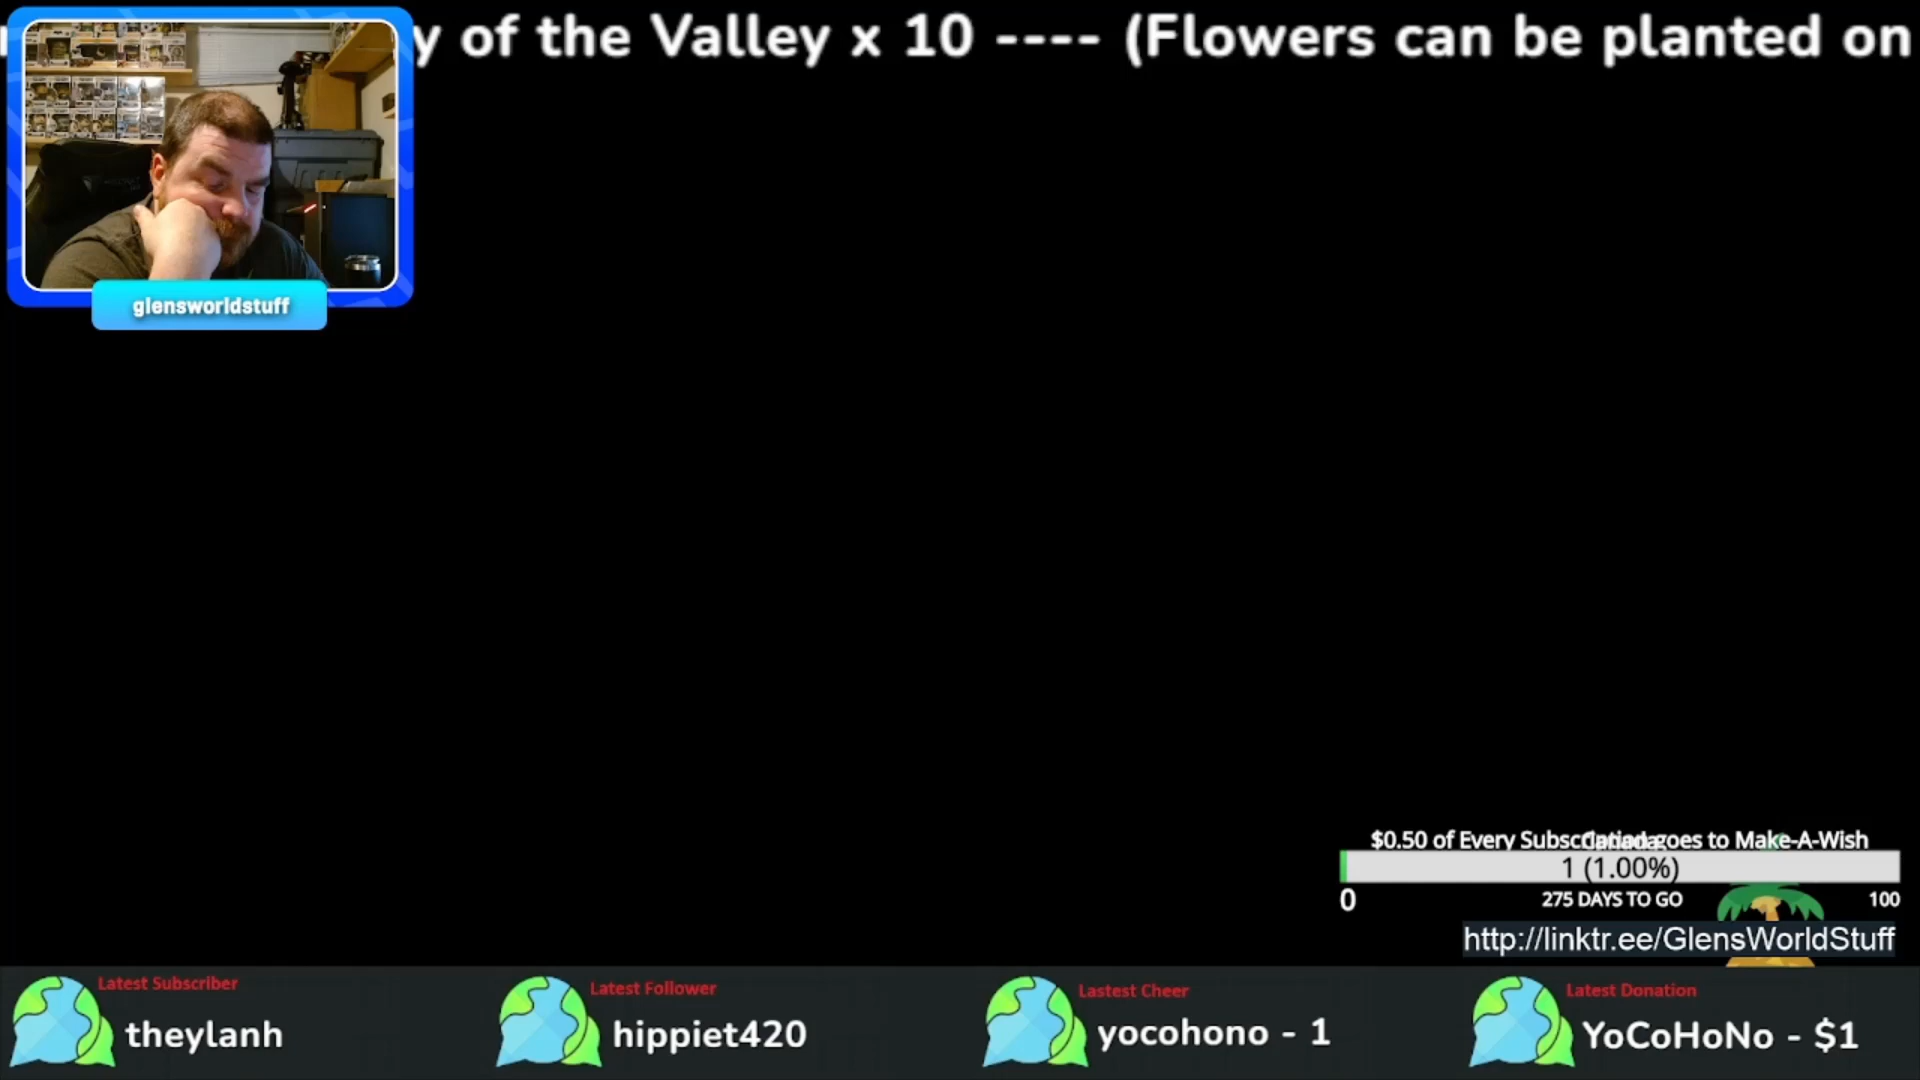 y of the Valley x 10 ---- (Flowers can be planted on
glensworldstuff
$0.50 of Every Subscription goes to Make-A-Wish
Canada
1 (1.00%)
0 275 DAYS TO GO 100
http://linktr.ee/GlensWorldStuff
Latest Subscriber
theylanh
Latest Follower
hippiet420
Lastest Cheer
yocohono - 1
Latest Donation
YoCoHoNo - $1